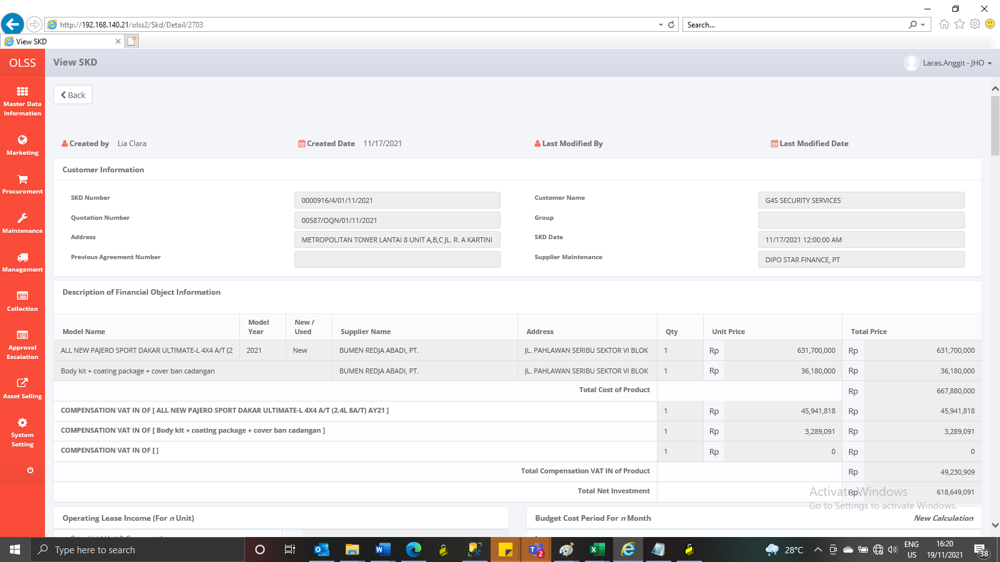 http://192.168.140.21/olss2/Skd/Detail/2703
Search...
View SKD
OLSS
View SKD
Laras.Anggit - JHO
Back
Master Data Information
Marketing
Procurement
Maintenance
Management
Collection
Approval Escalation
Asset Selling
System Setting
Created by Lia Clara Created Date 11/17/2021 Last Modified By Last Modified Date
Customer Information
SKD Number 0000916/4/01/11/2021 Customer Name G4S SECURITY SERVICES
Quotation Number 00587/OQN/01/11/2021 Group
Address METROPOLITAN TOWER LANTAI 8 UNIT A,B,C JL. R. A KARTINI SKD Date 11/17/2021 12:00:00 AM
Previous Agreement Number Supplier Maintenance DIPO STAR FINANCE, PT
Description of Financial Object Information
Model Name Model Year New / Used Supplier Name Address Qty Unit Price Total Price
ALL NEW PAJERO SPORT DAKAR ULTIMATE-L 4X4 A/T (2 2021 New BUMEN REDJA ABADI, PT. JL. PAHLAWAN SERIBU SEKTOR VI BLOK 1 Rp 631,700,000 Rp 631,700,000
Body kit + coating package + cover ban cadangan BUMEN REDJA ABADI, PT. JL. PAHLAWAN SERIBU SEKTOR VI BLOK 1 Rp 36,180,000 Rp 36,180,000
Total Cost of Product Rp 667,880,000
COMPENSATION VAT IN OF [ ALL NEW PAJERO SPORT DAKAR ULTIMATE-L 4X4 A/T (2.4L 8A/T) AY21 ] 1 Rp 45,941,818 Rp 45,941,818
COMPENSATION VAT IN OF [ Body kit + coating package + cover ban cadangan ] 1 Rp 3,289,091 Rp 3,289,091
COMPENSATION VAT IN OF [ ] 1 Rp 0 Rp 0
Total Compensation VAT IN of Product Rp 49,230,909
Total Net Investment Rp 618,649,091
Activate Windows
Go to Settings to activate Windows.
Operating Lease Income (For n Unit) Budget Cost Period For n Month New Calculation
Type here to search
2
28°C
ENG
US
16:20
19/11/2021
38